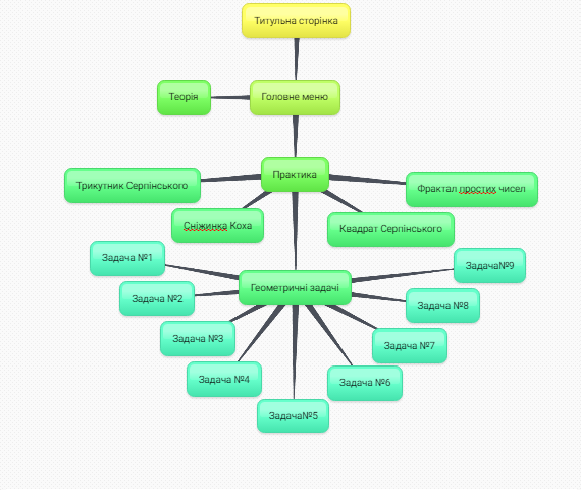 Титульна сторінка
Теорія
Головне меню
Практика
Трикутник Серпінського
Фрактал простих чисел
Сніжинка Коха
Квадрат Серпінського
Задача №1
Задача№9
Геометричні задачі
Задача №2
Задача №8
Задача №3
Задача №7
Задача №4
Задача №6
Задача№5